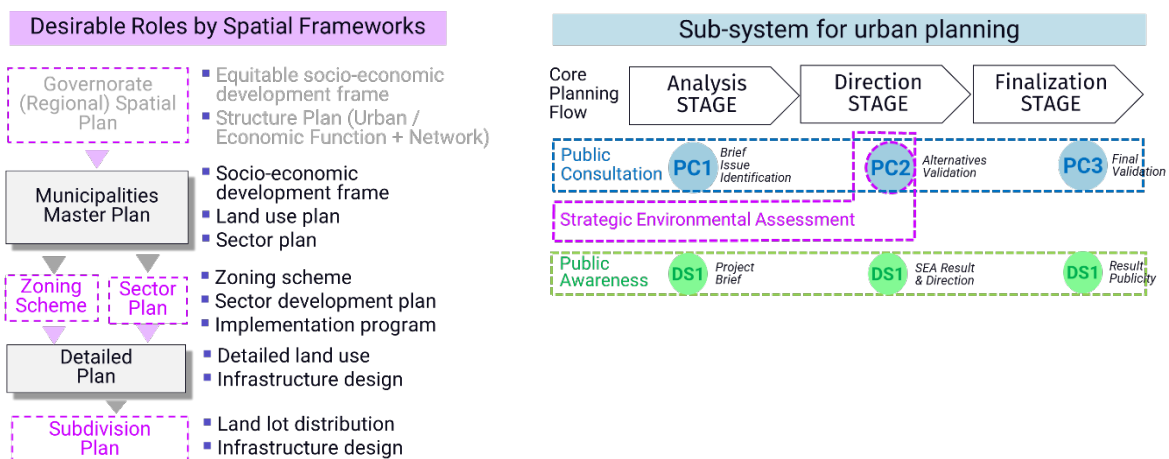 Desirable Roles by Spatial Frameworks
Governorate
(Regional) Spatial
Plan
Equitable socio-economic
development frame
Structure Plan (Urban /
Economic Function + Network)
Municipalities
Master Plan
Socio-economic
development frame
Land use plan
Sector plan
Zoning
Scheme
Sector
Plan
Zoning scheme
Sector development plan
Implementation program
Detailed
Plan
Detailed land use
Infrastructure design
Subdivision
Plan
Land lot distribution
Infrastructure design
Sub-system for urban planning
Core
Planning
Flow
Analysis
STAGE
Direction
STAGE
Finalization
STAGE
Public
Consultation
PC1
Brief
Issue
Identification
PC2
Alternatives
Validation
PC3
Final
Validation
Strategic Environmental Assessment
Public
Awareness
DS1
Project
Brief
DS1
SEA Result
& Direction
DS1
Result
Publicity